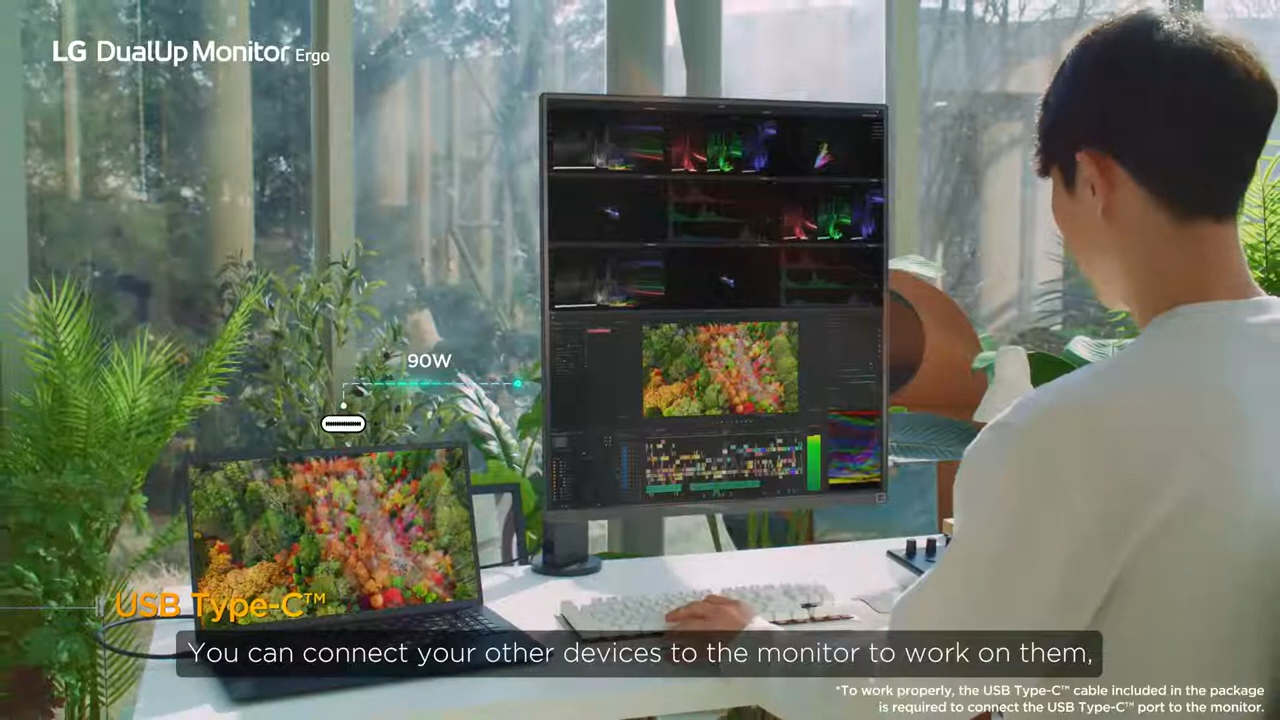 LG DualUp Monitor Ergo
90W
USB Type-C™
You can connect your other devices to the monitor to work on them,
*To work properly, the USB Type-C™ cable included in the package
is required to connect the USB Type-C™ port to the monitor.